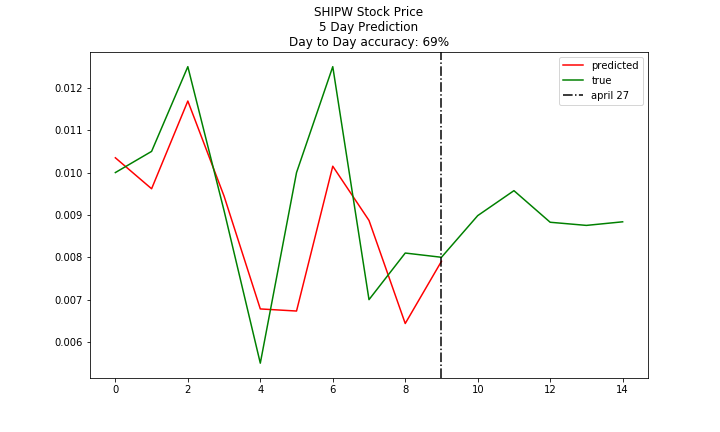 SHIPW Stock Price
5 Day Prediction
Day to Day accuracy: 69%
predicted
true
april 27
0.012
0.011
0.010
0.009
0.008
0.007
0.006
0
2
4
6
8
10
12
14